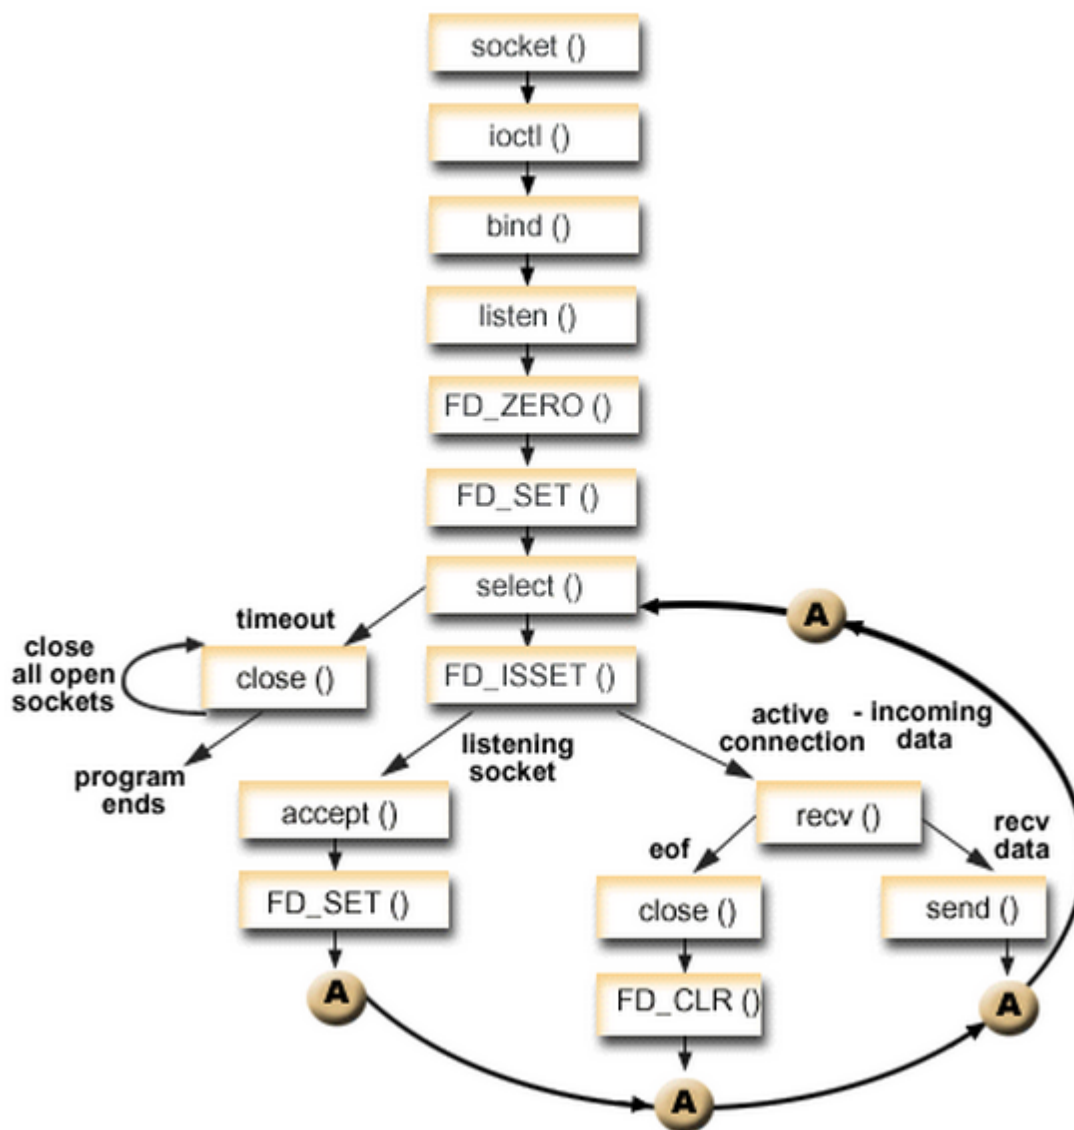 socket ()
ioctl ()
bind ()
listen ()
FD_ZERO ()
FD_SET ()
select ()
A
timeout
close
all open
sockets
close ()
FD_ISSET ()
program
ends
listening
socket
active
connection
- incoming
data
accept ()
recv ()
eof
recv
data
FD_SET ()
close ()
send ()
A
FD_CLR ()
A
A